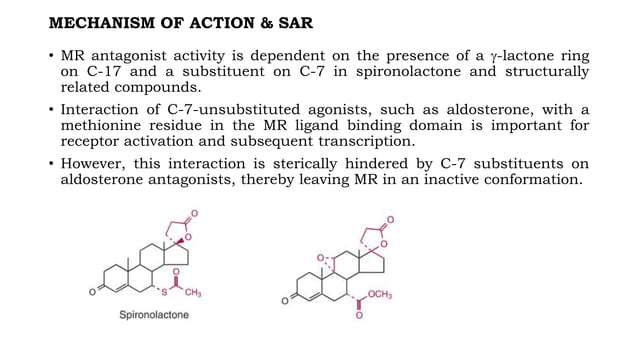 MECHANISM OF ACTION & SAR
• MR antagonist activity is dependent on the presence of a γ-lactone ring
on C-17 and a substituent on C-7 in spironolactone and structurally
related compounds.
• Interaction of C-7-unsubstituted agonists, such as aldosterone, with a
methionine residue in the MR ligand binding domain is important for
receptor activation and subsequent transcription.
• However, this interaction is sterically hindered by C-7 substituents on
aldosterone antagonists, thereby leaving MR in an inactive conformation.
O
O
O
O
S
CH₃
Spironolactone
O
O
O
O
OCH₃
O